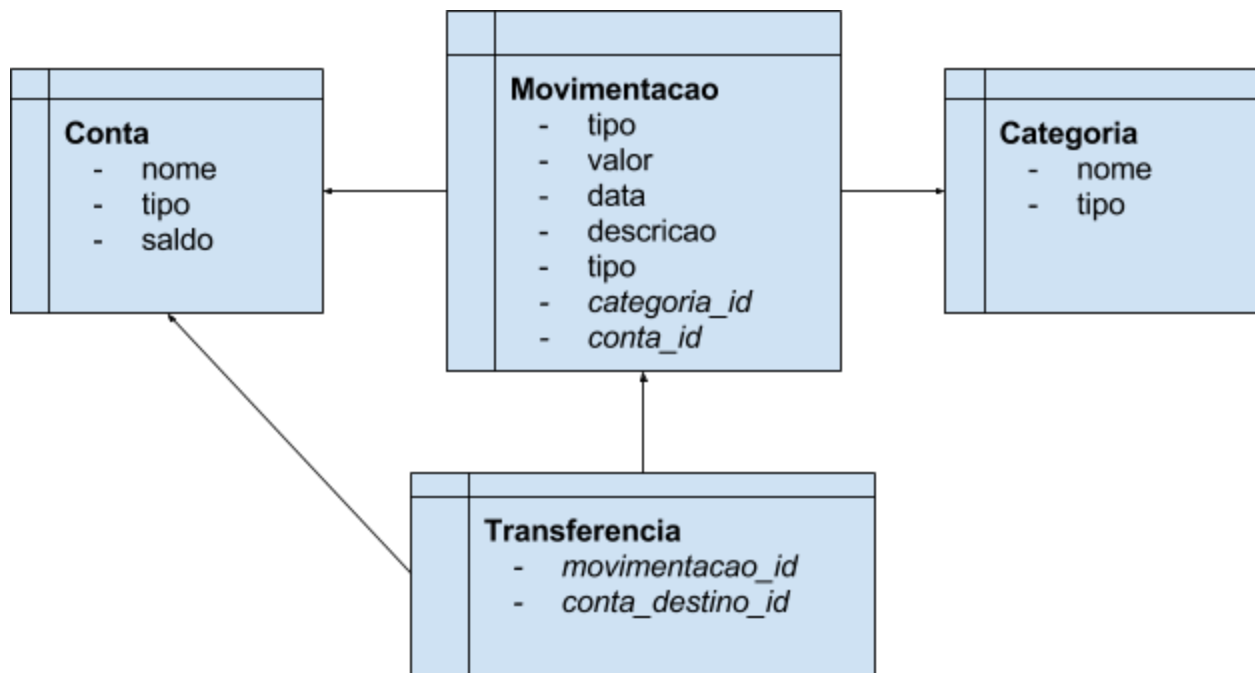 Conta
- nome
- tipo
- saldo
Movimentacao
- tipo
- valor
- data
- descricao
- tipo
- categoria_id
- conta_id
Categoria
- nome
- tipo
Transferencia
- movimentacao_id
- conta_destino_id